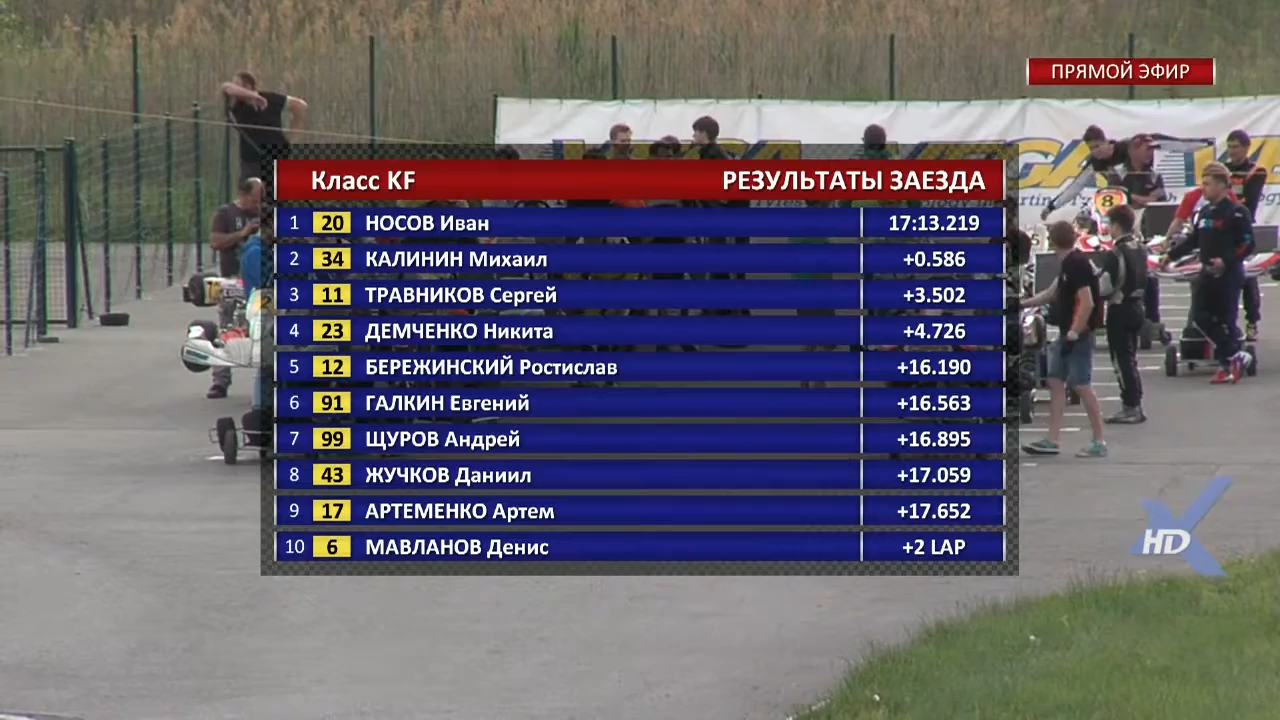 ПРЯМОЙ ЭФИР
Класс KF РЕЗУЛЬТАТЫ ЗАЕЗДА
1 20 НОСОВ Иван 17:13.219
2 34 КАЛИНИН Михаил +0.586
3 11 ТРАВНИКОВ Сергей +3.502
4 23 ДЕМЧЕНКО Никита +4.726
5 12 БЕРЕЖИНСКИЙ Ростислав +16.190
6 91 ГАЛКИН Евгений +16.563
7 99 ЩУРОВ Андрей +16.895
8 43 ЖУЧКОВ Даниил +17.059
9 17 АРТЕМЕНКО Артем +17.652
10 6 МАВЛАНОВ Денис +2 LAP
8
HD